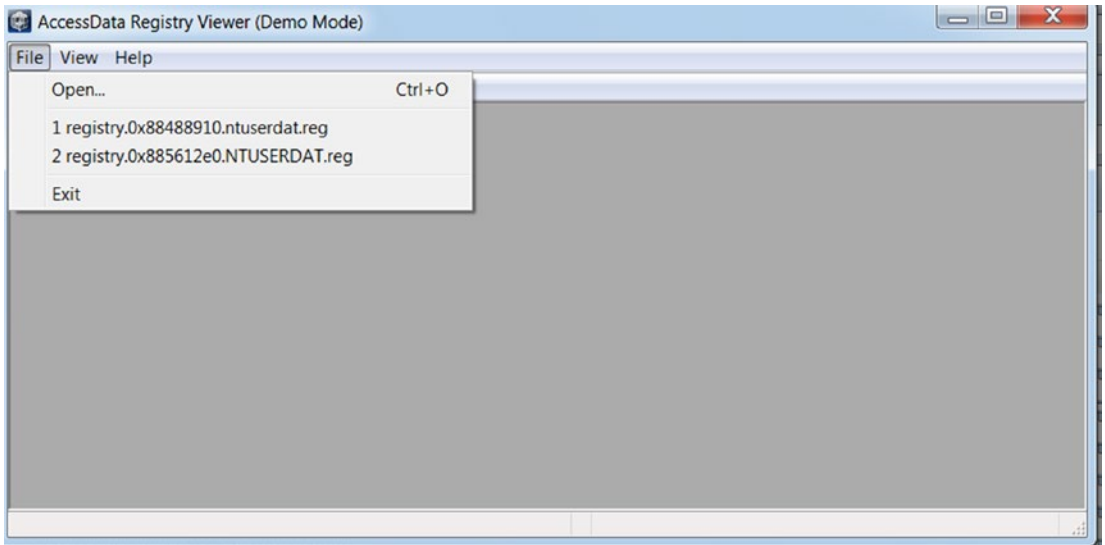 AccessData Registry Viewer (Demo Mode)
File View Help
Open... Ctrl+O
1 registry.0x88488910.ntuserdat.reg
2 registry.0x885612e0.NTUSERDAT.reg
Exit